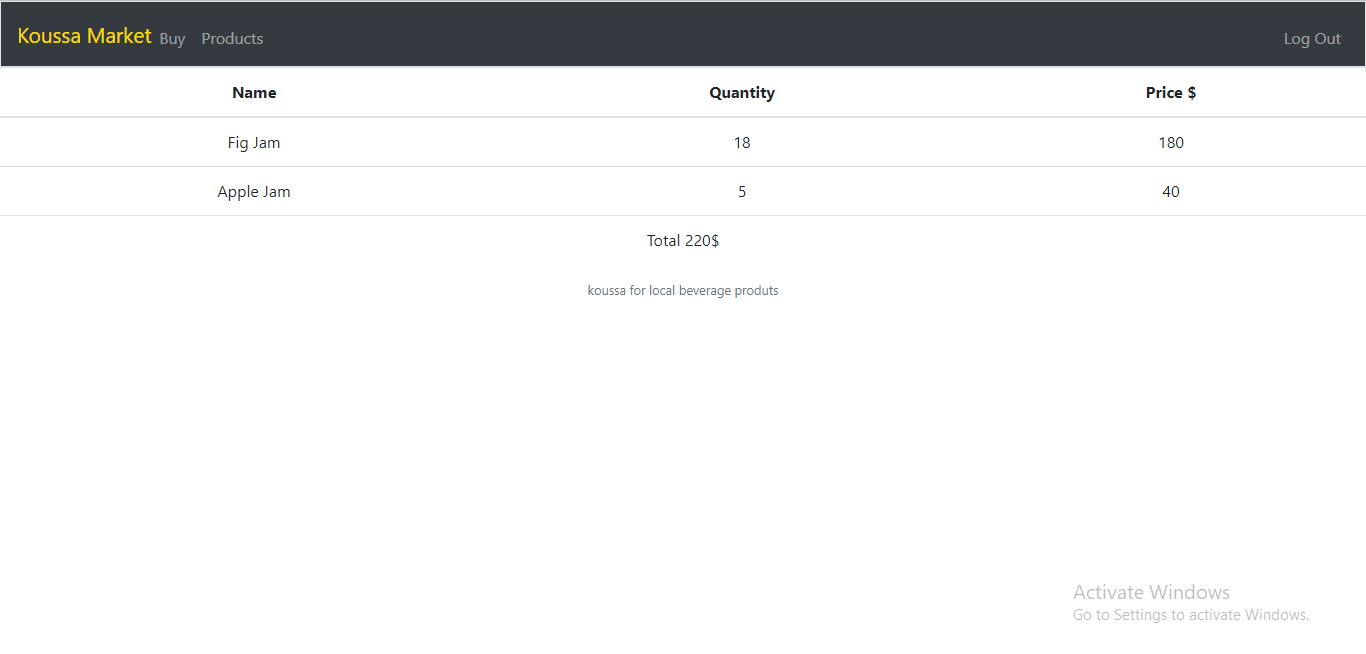 Koussa Market Buy Products Log Out
Name Quantity Price $
Fig Jam 18 180
Apple Jam 5 40
Total 220$
koussa for local beverage produts
Activate Windows
Go to Settings to activate Windows.